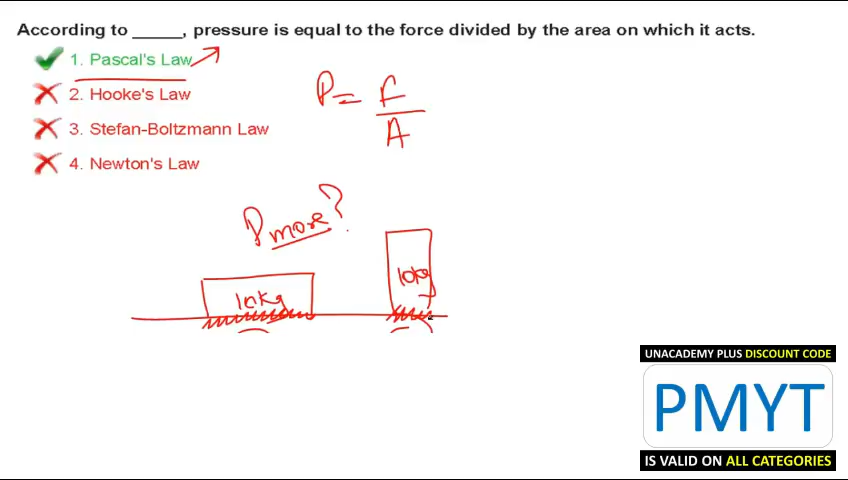 According to _____, pressure is equal to the force divided by the area on which it acts.
1. Pascal's Law
2. Hooke's Law
3. Stefan-Boltzmann Law
4. Newton's Law
P = F
A
P more?
10kg
10kg
UNACADEMY PLUS DISCOUNT CODE
PMYT
IS VALID ON ALL CATEGORIES